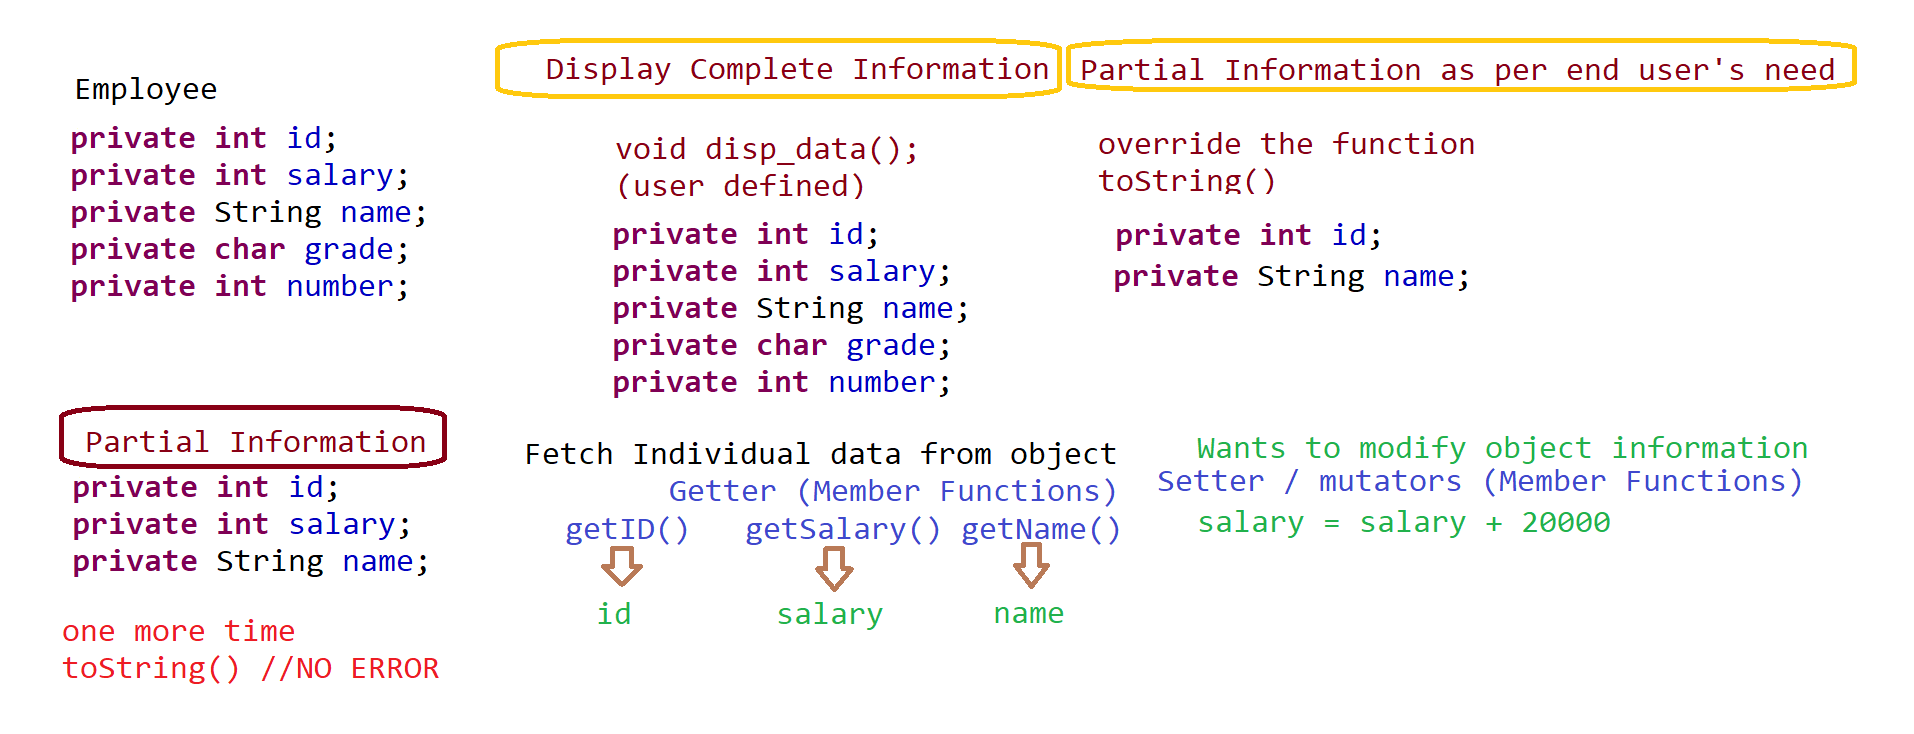 Employee
private int id;
private int salary;
private String name;
private char grade;
private int number;
Display Complete Information
void disp_data();
(user defined)
private int id;
private int salary;
private String name;
private char grade;
private int number;
Partial Information as per end user's need
override the function
toString()
private int id;
private String name;
Partial Information
private int id;
private int salary;
private String name;
one more time
toString() //NO ERROR
Fetch Individual data from object
Getter (Member Functions)
getID() getSalary() getName()
id salary name
Wants to modify object information
Setter / mutators (Member Functions)
salary = salary + 20000